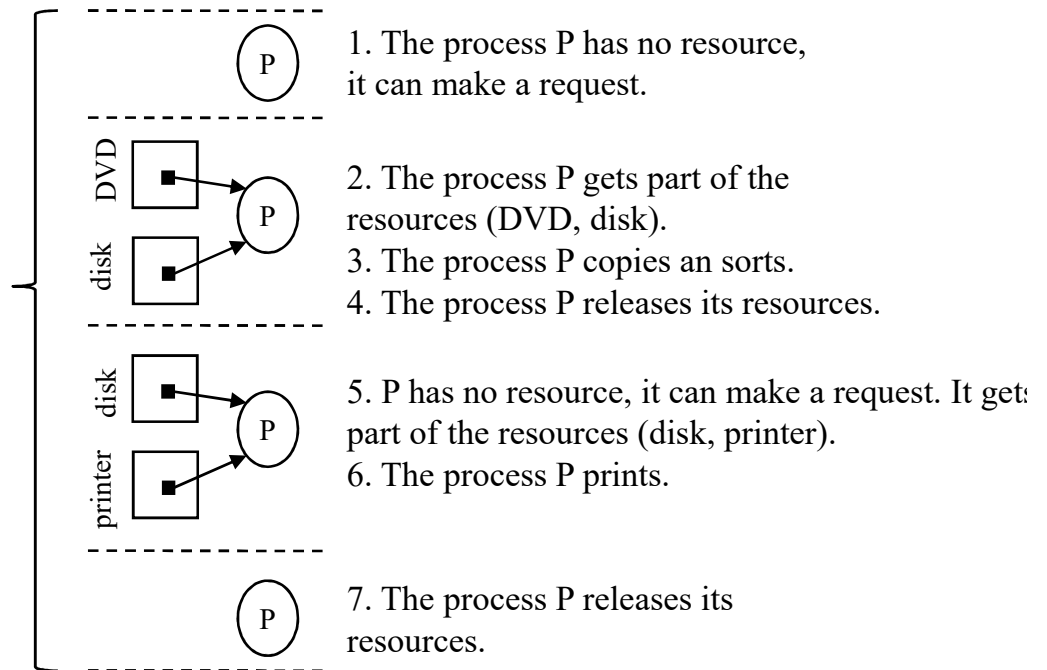 P
1. The process P has no resource,
it can make a request.
DVD
disk
P
2. The process P gets part of the
resources (DVD, disk).
3. The process P copies an sorts.
4. The process P releases its resources.
disk
printer
P
5. P has no resource, it can make a request. It gets
part of the resources (disk, printer).
6. The process P prints.
P
7. The process P releases its
resources.